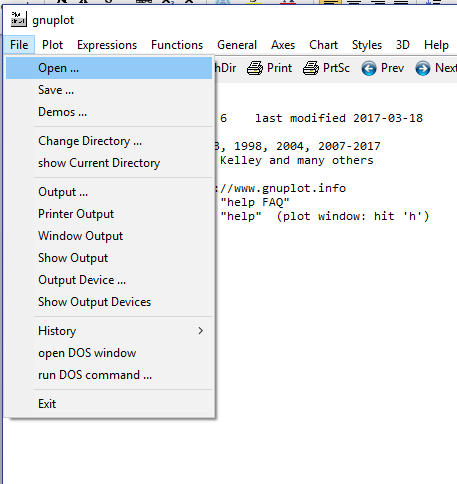 gnuplot
File Plot Expressions Functions General Axes Chart Styles 3D Help
Open ... Print PrtSc Prev Next
Save ...
Demos ...
6 last modified 2017-03-18
Change Directory ... 1998, 2004, 2007-2017
show Current Directory Kelley and many others
Output ... //www.gnuplot.info
Printer Output "help FAQ"
Window Output "help" (plot window: hit 'h')
Show Output
Output Device ...
Show Output Devices
History
open DOS window
run DOS command ...
Exit